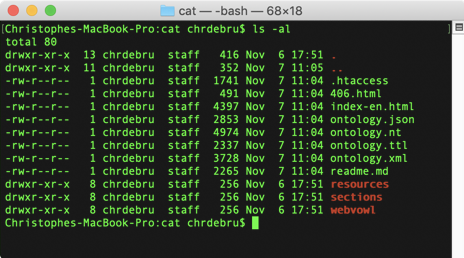 cat — -bash — 68×18
[Christophes-MacBook-Pro:cat chrdebru$ ls -al ]
total 80
drwxr-xr-x 13 chrdebru staff 416 Nov 6 17:51 .
drwxr-xr-x 11 chrdebru staff 352 Nov 7 11:05 ..
-rw-r--r-- 1 chrdebru staff 1741 Nov 7 11:04 .htaccess
-rw-r--r-- 1 chrdebru staff 491 Nov 7 11:04 406.html
-rw-r--r-- 1 chrdebru staff 4397 Nov 7 11:04 index-en.html
-rw-r--r-- 1 chrdebru staff 2853 Nov 7 11:04 ontology.json
-rw-r--r-- 1 chrdebru staff 4974 Nov 7 11:04 ontology.nt
-rw-r--r-- 1 chrdebru staff 2337 Nov 7 11:04 ontology.ttl
-rw-r--r-- 1 chrdebru staff 3728 Nov 7 11:04 ontology.xml
-rw-r--r-- 1 chrdebru staff 2265 Nov 7 11:04 readme.md
drwxr-xr-x 8 chrdebru staff 256 Nov 6 17:51 resources
drwxr-xr-x 8 chrdebru staff 256 Nov 6 17:51 sections
drwxr-xr-x 8 chrdebru staff 256 Nov 6 17:51 webvowl
Christophes-MacBook-Pro:cat chrdebru$